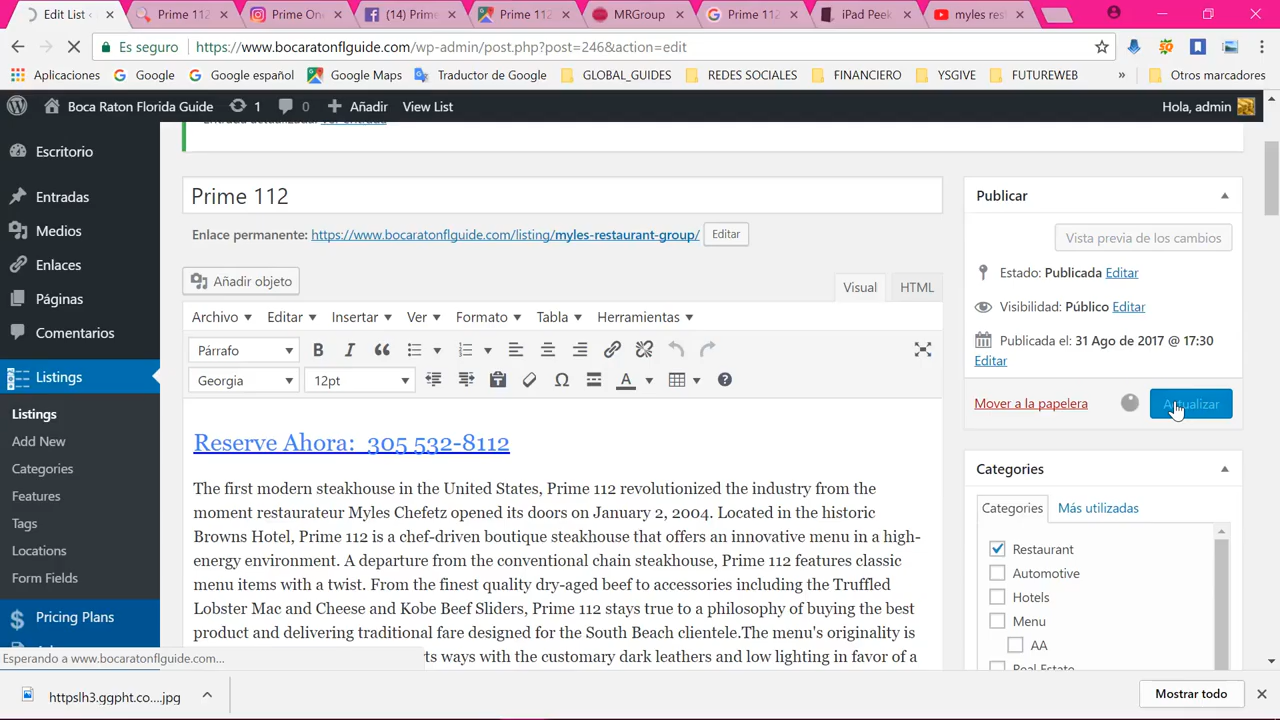 Edit List
Prime 112
Prime On
(14) Prime
Prime 112
MRGroup
Prime 112
iPad Peek
myles res
Es seguro
https://www.bocaratonflguide.com/wp-admin/post.php?post=246&action=edit
Aplicaciones
Google
Google español
Google Maps
Traductor de Google
GLOBAL_GUIDES
REDES SOCIALES
FINANCIERO
YSGIVE
FUTUREWEB
»
Otros marcadores
Boca Raton Florida Guide
1
0
Añadir
View List
Hola, admin
Escritorio
Entradas
Medios
Enlaces
Páginas
Comentarios
Listings
Listings
Add New
Categories
Features
Tags
Locations
Form Fields
Pricing Plans
Entrada actualizada. Ver entrada
Prime 112
Enlace permanente: https://www.bocaratonflguide.com/listing/myles-restaurant-group/ Editar
Añadir objeto
Visual HTML
Archivo Editar Insertar Ver Formato Tabla Herramientas
Párrafo
Georgia 12pt
Reserve Ahora:  305 532-8112
The first modern steakhouse in the United States, Prime 112 revolutionized the industry from the
moment restaurateur Myles Chefetz opened its doors on January 2, 2004. Located in the historic
Browns Hotel, Prime 112 is a chef-driven boutique steakhouse that offers an innovative menu in a high-
energy environment. A departure from the conventional chain steakhouse, Prime 112 features classic
menu items with a twist. From the finest quality dry-aged beef to accessories including the Truffled
Lobster Mac and Cheese and Kobe Beef Sliders, Prime 112 stays true to a philosophy of buying the best
product and delivering traditional fare designed for the South Beach clientele.The menu's originality is
ts ways with the customary dark leathers and low lighting in favor of a
Publicar
Vista previa de los cambios
Estado: Publicada Editar
Visibilidad: Público Editar
Publicada el: 31 Ago de 2017 @ 17:30
Editar
Mover a la papelera
Actualizar
Categories
Categories Más utilizadas
Restaurant
Automotive
Hotels
Menu
AA
Real Estate
Esperando a www.bocaratonflguide.com...
httpslh3.ggpht.co....jpg
Mostrar todo